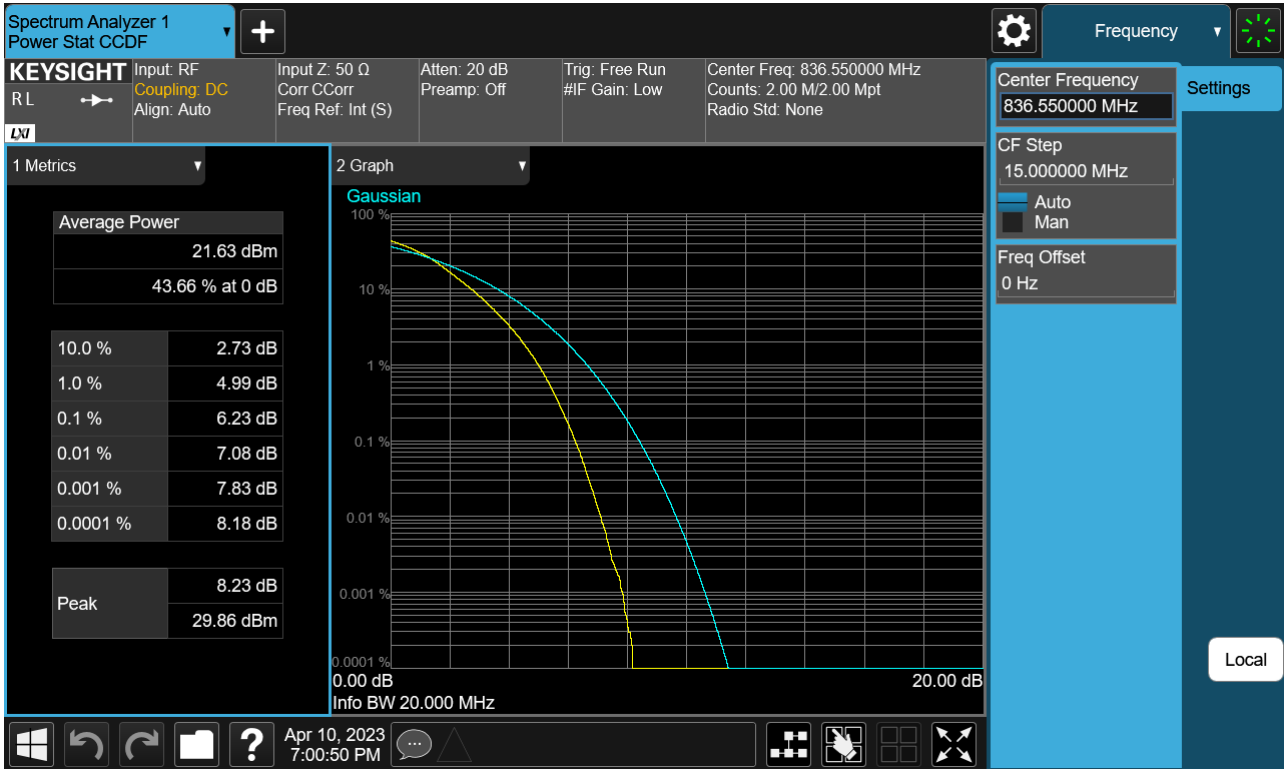 Spectrum Analyzer 1
Power Stat CCDF
Frequency
KEYSIGHT
R L
LXI
Input: RF
Coupling: DC
Align: Auto
Input Z: 50 Ω
Corr CCorr
Freq Ref: Int (S)
Atten: 20 dB
Preamp: Off
Trig: Free Run
#IF Gain: Low
Center Freq: 836.550000 MHz
Counts: 2.00 M/2.00 Mpt
Radio Std: None
Center Frequency
836.550000 MHz
Settings
CF Step
15.000000 MHz
Auto
Man
Freq Offset
0 Hz
Local
1 Metrics
Average Power
21.63 dBm
43.66 % at 0 dB
10.0 % 2.73 dB
1.0 % 4.99 dB
0.1 % 6.23 dB
0.01 % 7.08 dB
0.001 % 7.83 dB
0.0001 % 8.18 dB
Peak
8.23 dB
29.86 dBm
2 Graph
Gaussian
100 %
10 %
1 %
0.1 %
0.01 %
0.001 %
0.0001 %
0.00 dB 20.00 dB
Info BW 20.000 MHz
?
Apr 10, 2023
7:00:50 PM